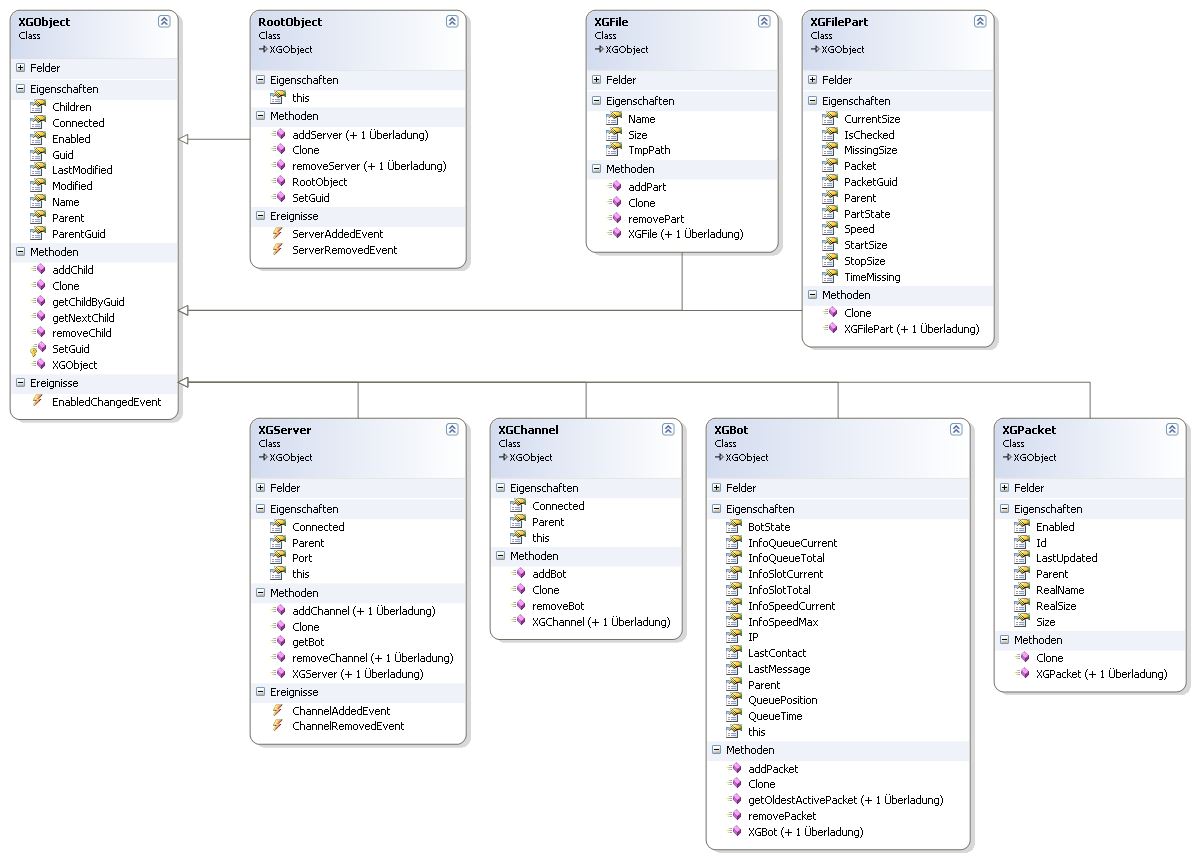 XGObject
Class
Felder
Eigenschaften
Children
Connected
Enabled
Guid
LastModified
Modified
Name
Parent
ParentGuid
Methoden
addChild
Clone
getChildByGuid
getNextChild
removeChild
SetGuid
XGObject
Ereignisse
EnabledChangedEvent
RootObject
Class
XGObject
Eigenschaften
this
Methoden
addServer (+ 1 Überladung)
Clone
removeServer (+ 1 Überladung)
RootObject
SetGuid
Ereignisse
ServerAddedEvent
ServerRemovedEvent
XGFile
Class
XGObject
Felder
Eigenschaften
Name
Size
TmpPath
Methoden
addPart
Clone
removePart
XGFile (+ 1 Überladung)
XGFilePart
Class
XGObject
Felder
Eigenschaften
CurrentSize
IsChecked
MissingSize
Packet
PacketGuid
Parent
PartState
Speed
StartSize
StopSize
TimeMissing
Methoden
Clone
XGFilePart (+ 1 Überladung)
XGServer
Class
XGObject
Felder
Eigenschaften
Connected
Parent
Port
this
Methoden
addChannel (+ 1 Überladung)
Clone
getBot
removeChannel (+ 1 Überladung)
XGServer (+ 1 Überladung)
Ereignisse
ChannelAddedEvent
ChannelRemovedEvent
XGChannel
Class
XGObject
Eigenschaften
Connected
Parent
this
Methoden
addBot
Clone
removeBot
XGChannel (+ 1 Überladung)
XGBot
Class
XGObject
Felder
Eigenschaften
BotState
InfoQueueCurrent
InfoQueueTotal
InfoSlotCurrent
InfoSlotTotal
InfoSpeedCurrent
InfoSpeedMax
IP
LastContact
LastMessage
Parent
QueuePosition
QueueTime
this
Methoden
addPacket
Clone
getOldestActivePacket (+ 1 Überladung)
removePacket
XGBot (+ 1 Überladung)
XGPacket
Class
XGObject
Felder
Eigenschaften
Enabled
Id
LastUpdated
Parent
RealName
RealSize
Size
Methoden
Clone
XGPacket (+ 1 Überladung)